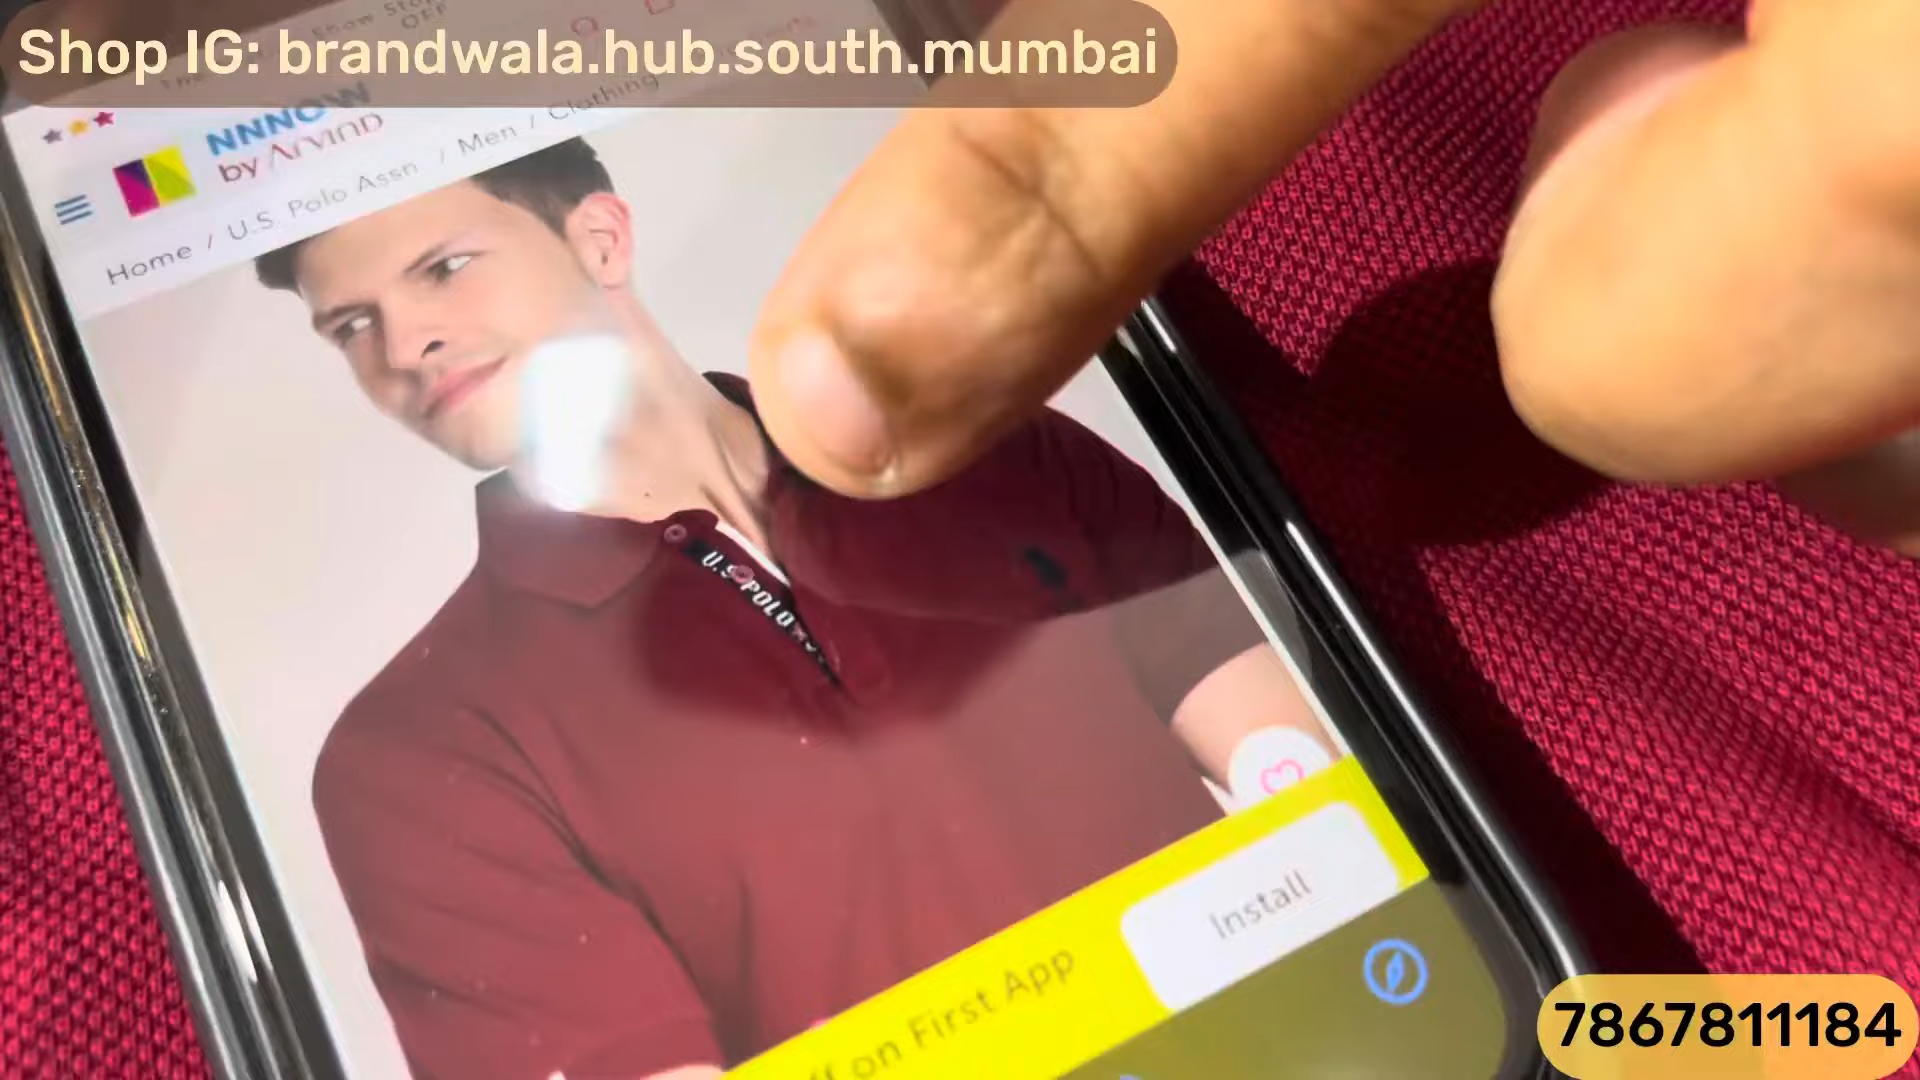 Shop IG: brandwala.hub.south.mumbai
OFF
NNNOW
by ARVIND
Home / U.S. Polo Assn / Men / Clothing
U.S. POLO
Install
on First App
7867811184